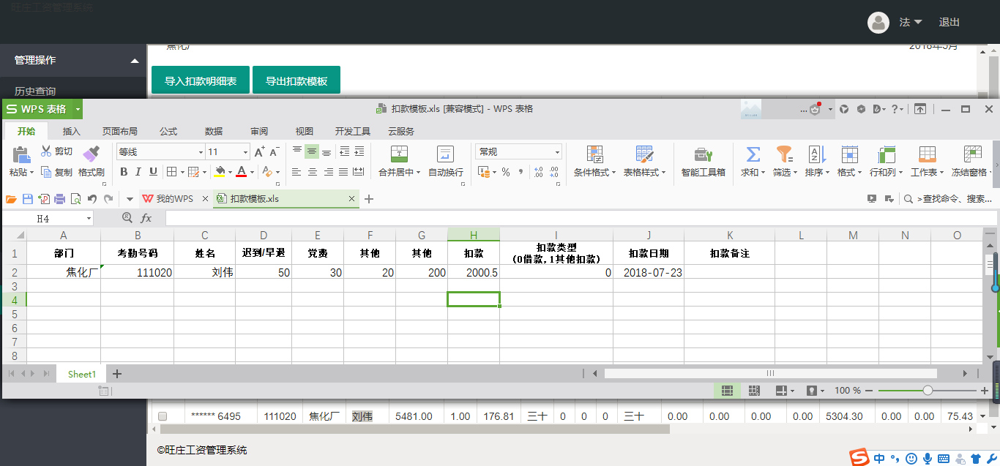 旺庄工资管理系统
法 退出
管理操作
焦化厂 2018年5月
导入扣款明细表 导出扣款模板
历史查询
WPS 表格 扣款模板.xls [兼容模式] - WPS 表格
开始 插入 页面布局 公式 数据 审阅 视图 开发工具 云服务
剪切 等线 11 A+ A- 常规
粘贴 复制 格式刷 B I U A 合并居中 自动换行 % , 条件格式 表格样式 智能工具箱 求和 筛选 排序 格式 行和列 工作表 冻结窗格
我的WPS 扣款模板.xls >查找命令、搜索...
H4 fx
A B C D E F G H I J K L M N O
1 部门 考勤号码 姓名 迟到/早退 党费 其他 其他 扣款 扣款类型 扣款日期 扣款备注
(0借款,1其他扣款)
2 焦化厂 111020 刘伟 50 30 20 200 2000.5 0 2018-07-23
3
4
5
6
7
8
Sheet1
100 %
****** 6495 111020 焦化厂 刘伟 5481.00 1.00 176.81 三十 0 0 0 三十 0.00 0.00 0.00 0.00 5304.30 0.00 0.00 75.43
©旺庄工资管理系统
中